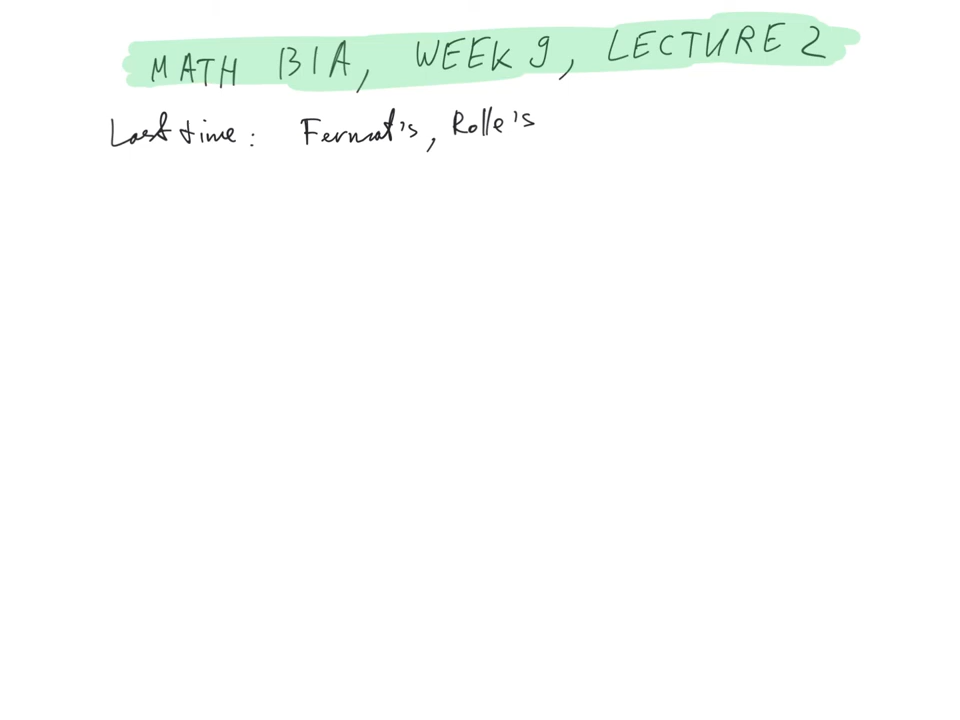 MATH 131A, WEEK 9, LECTURE 2
Last time: Fermat's, Rolle's